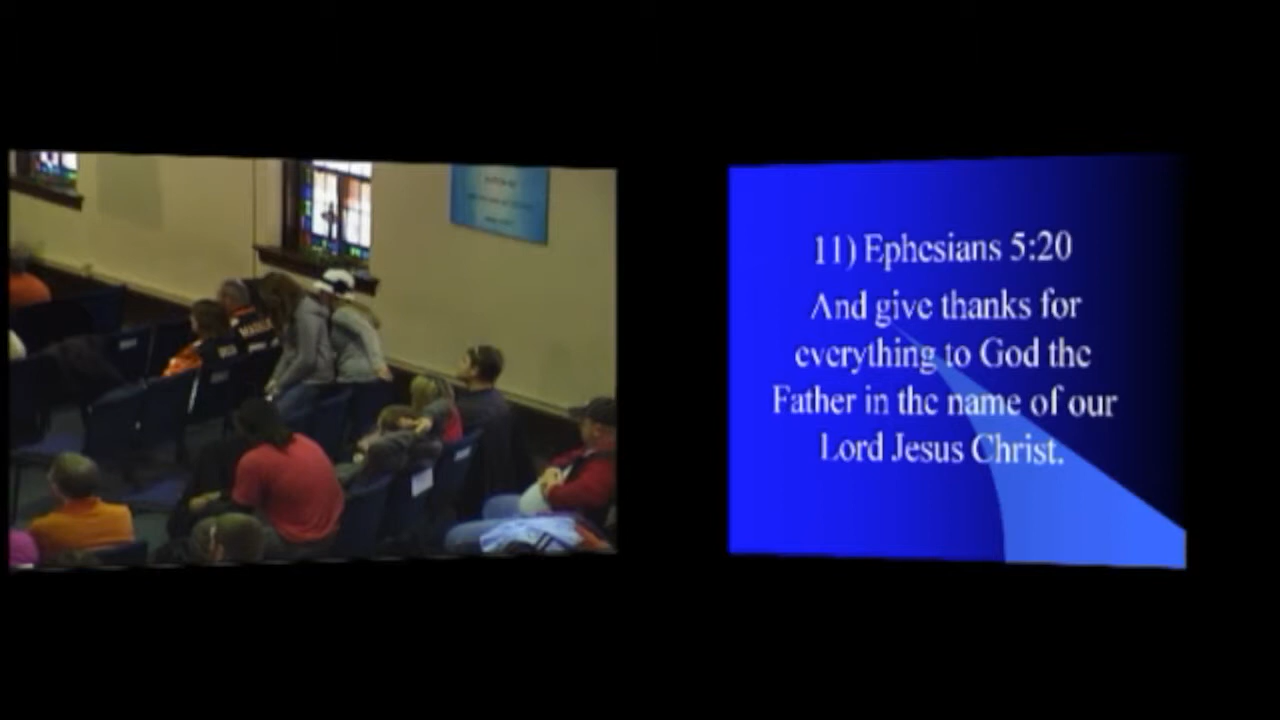 11) Ephesians 5:20
And give thanks for
everything to God the
Father in the name of our
Lord Jesus Christ.